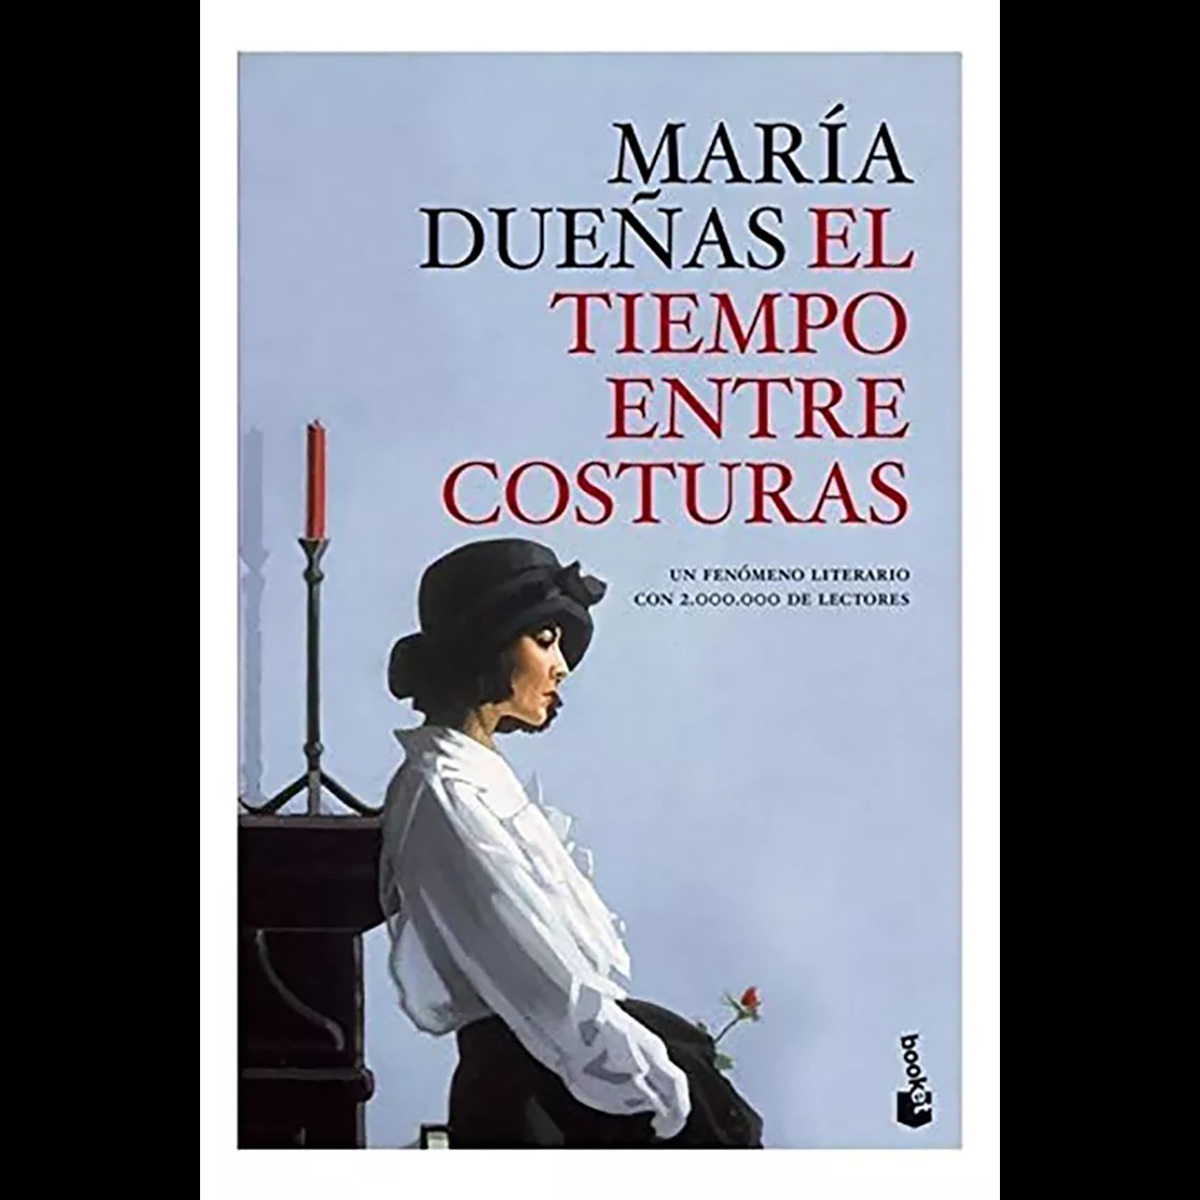 MARÍA
DUEÑAS EL
TIEMPO
ENTRE
COSTURAS
UN FENÓMENO LITERARIO
CON 2.000.000 DE LECTORES
booket